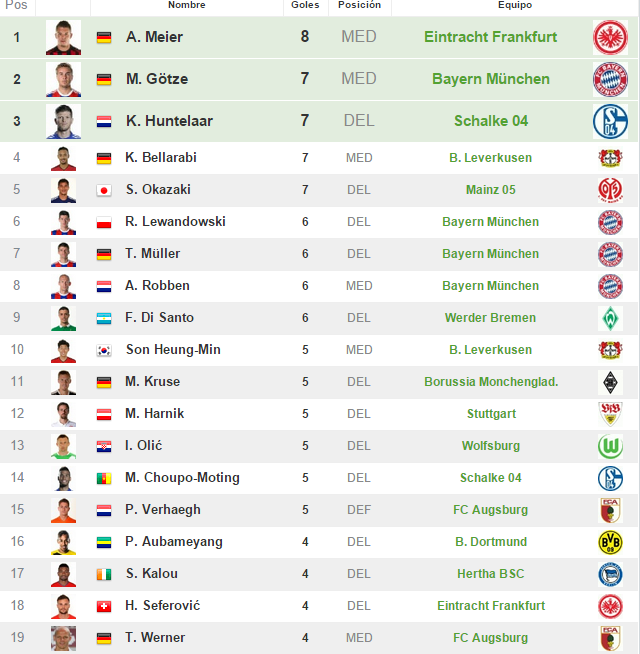 Pos Nombre Goles Posición Equipo
1 A. Meier 8 MED Eintracht Frankfurt
2 M. Götze 7 MED Bayern München
3 K. Huntelaar 7 DEL Schalke 04
4 K. Bellarabi 7 MED B. Leverkusen
5 S. Okazaki 7 DEL Mainz 05
6 R. Lewandowski 6 DEL Bayern München
7 T. Müller 6 DEL Bayern München
8 A. Robben 6 MED Bayern München
9 F. Di Santo 6 DEL Werder Bremen
10 Son Heung-Min 5 MED B. Leverkusen
11 M. Kruse 5 DEL Borussia Monchenglad.
12 M. Harnik 5 DEL Stuttgart
13 I. Olić 5 DEL Wolfsburg
14 M. Choupo-Moting 5 DEL Schalke 04
15 P. Verhaegh 5 DEF FC Augsburg
16 P. Aubameyang 4 DEL B. Dortmund
17 S. Kalou 4 DEL Hertha BSC
18 H. Seferović 4 DEL Eintracht Frankfurt
19 T. Werner 4 MED FC Augsburg